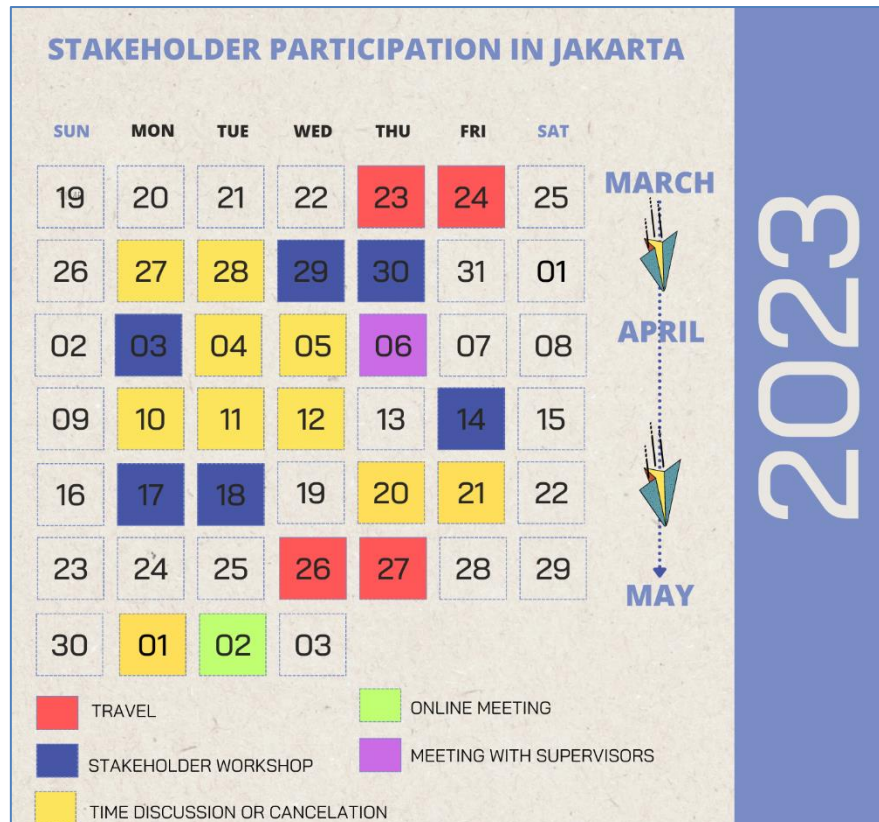 STAKEHOLDER PARTICIPATION IN JAKARTA
SUN MON TUE WED THU FRI SAT
19 20 21 22 23 24 25
MARCH
26 27 28 29 30 31 01
02 03 04 05 06 07 08
APRIL
09 10 11 12 13 14 15
16 17 18 19 20 21 22
23 24 25 26 27 28 29
MAY
30 01 02 03
TRAVEL
ONLINE MEETING
STAKEHOLDER WORKSHOP
MEETING WITH SUPERVISORS
TIME DISCUSSION OR CANCELATION
2023